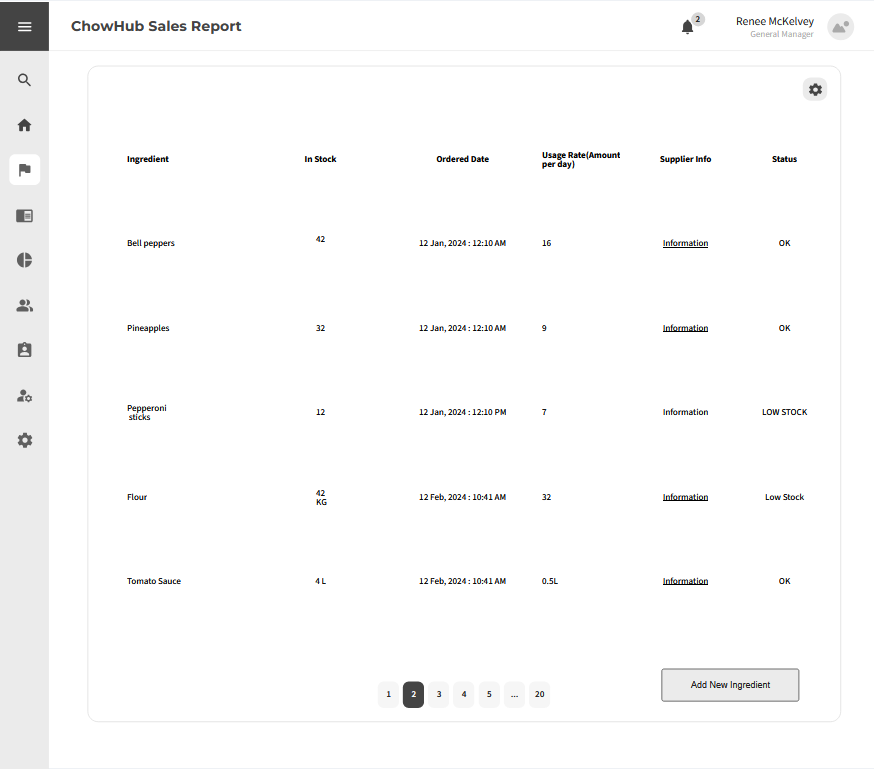 ChowHub Sales Report
2
Renee McKelvey
General Manager
Ingredient
In Stock
Ordered Date
Usage Rate(Amount
per day)
Supplier Info
Status
Bell peppers
42
12 Jan, 2024 : 12:10 AM
16
Information
OK
Pineapples
32
12 Jan, 2024 : 12:10 AM
9
Information
OK
Pepperoni
sticks
12
12 Jan, 2024 : 12:10 PM
7
Information
LOW STOCK
Flour
42
KG
12 Feb, 2024 : 10:41 AM
32
Information
Low Stock
Tomato Sauce
4 L
12 Feb, 2024 : 10:41 AM
0.5L
Information
OK
1 2 3 4 5 ... 20
Add New Ingredient